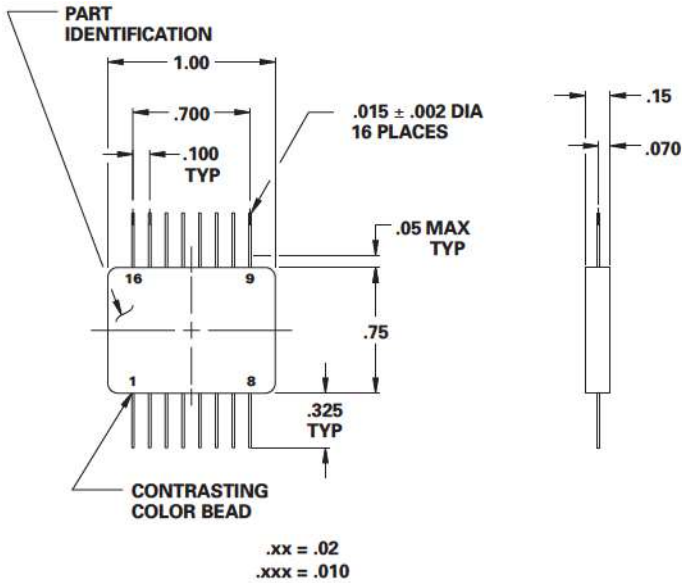 PART
IDENTIFICATION
1.00
.700
.100
TYP
.015 ± .002 DIA
16 PLACES
.15
.070
.05 MAX
TYP
16
9
.75
1
8
.325
TYP
CONTRASTING
COLOR BEAD
.xx = .02
.xxx = .010